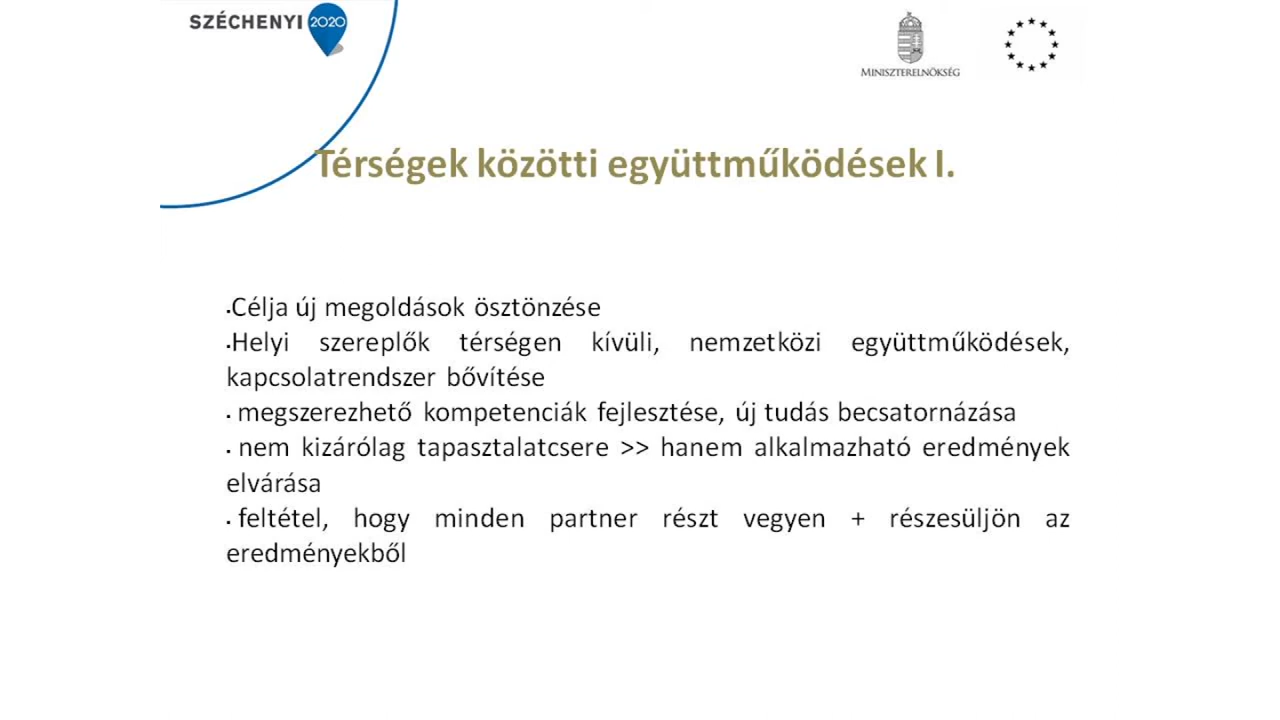 SZÉCHENYI 2020
MINISZTERELNÖKSÉG
Térségek közötti együttműködések I.
▪Célja új megoldások ösztönzése
▪Helyi szereplők térségen kívüli, nemzetközi együttműködések,
kapcsolatrendszer bővítése
▪ megszerezhető kompetenciák fejlesztése, új tudás becsatornázása
▪ nem kizárólag tapasztalatcsere >> hanem alkalmazható eredmények
elvárása
▪ feltétel, hogy minden partner részt vegyen + részesüljön az
eredményekből